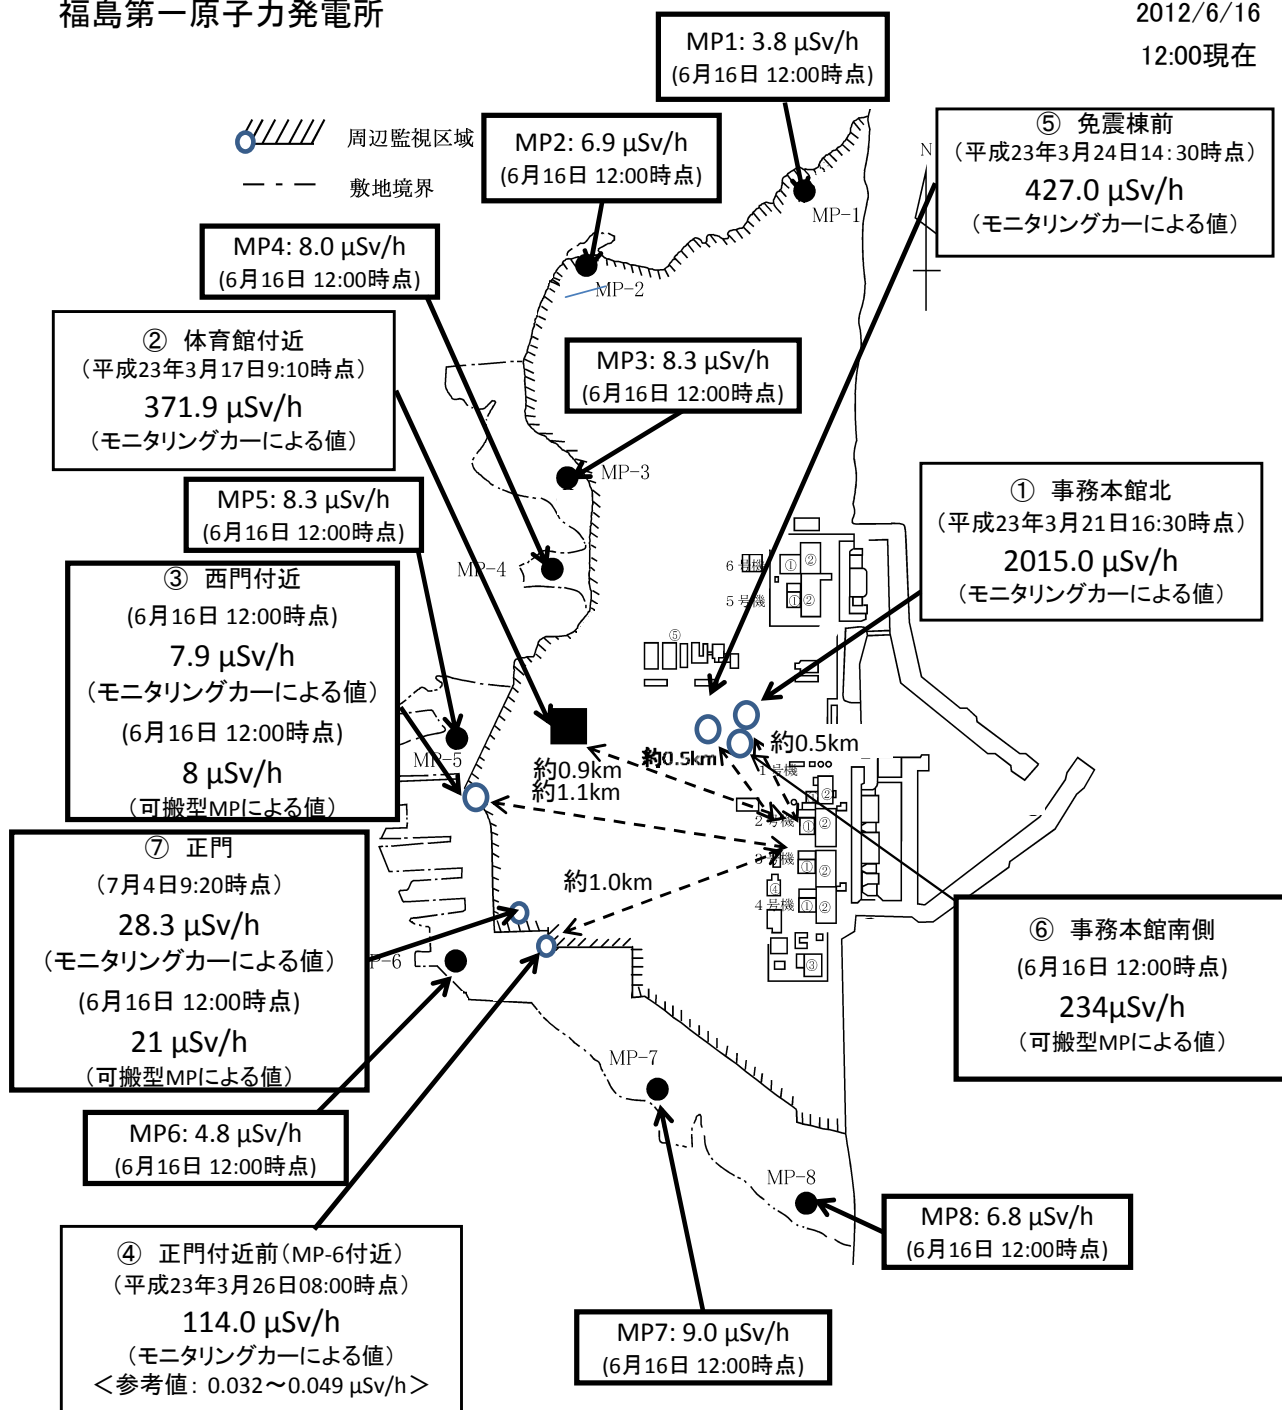 福島第一原子力発電所
2012/6/16
12:00現在
周辺監視区域
敷地境界
MP1: 3.8 μSv/h
(6月16日 12:00時点)
MP2: 6.9 μSv/h
(6月16日 12:00時点)
MP4: 8.0 μSv/h
(6月16日 12:00時点)
⑤ 免震棟前
(平成23年3月24日14:30時点)
427.0 μSv/h
(モニタリングカーによる値)
N
MP-1
MP-2
② 体育館付近
(平成23年3月17日9:10時点)
371.9 μSv/h
(モニタリングカーによる値)
MP3: 8.3 μSv/h
(6月16日 12:00時点)
MP-3
MP5: 8.3 μSv/h
(6月16日 12:00時点)
① 事務本館北
(平成23年3月21日16:30時点)
2015.0 μSv/h
(モニタリングカーによる値)
MP-4
③ 西門付近
(6月16日 12:00時点)
7.9 μSv/h
(モニタリングカーによる値)
(6月16日 12:00時点)
8 μSv/h
(可搬型MPによる値)
6号機
① ②
5号機
① ②
⑤
MP-5
約0.9km
約1.1km
約0.5km
約0.5km
1号機
②
2号機
① ②
3号機
① ②
④
4号機
① ②
③
⑦ 正門
(7月4日9:20時点)
28.3 μSv/h
(モニタリングカーによる値)
(6月16日 12:00時点)
21 μSv/h
(可搬型MPによる値)
約1.0km
P-6
⑥ 事務本館南側
(6月16日 12:00時点)
234μSv/h
(可搬型MPによる値)
MP-7
MP6: 4.8 μSv/h
(6月16日 12:00時点)
MP-8
MP8: 6.8 μSv/h
(6月16日 12:00時点)
④ 正門付近前(MP-6付近)
(平成23年3月26日08:00時点)
114.0 μSv/h
(モニタリングカーによる値)
<参考値: 0.032~0.049 μSv/h>
MP7: 9.0 μSv/h
(6月16日 12:00時点)